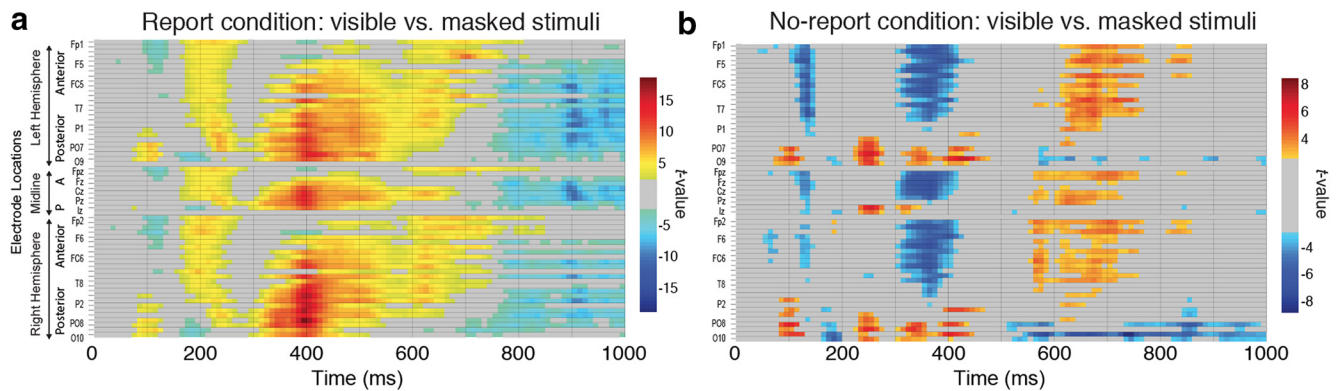 a Report condition: visible vs. masked stimuli
Electrode Locations
Left Hemisphere
Posterior Anterior
Midline
P A
Right Hemisphere
Posterior Anterior
Fp1
F5
FC5
T7
P1
PO7
O9
Fpz
Fz
Cz
Pz
Iz
Fp2
F6
FC6
T8
P2
PO8
O10
0 200 400 600 800 1000
Time (ms)
15
10
5
0
-5
-10
-15
t-value
b No-report condition: visible vs. masked stimuli
Fp1
F5
FC5
T7
P1
PO7
O9
Fpz
Fz
Cz
Pz
Iz
Fp2
F6
FC6
T8
P2
PO8
O10
0 200 400 600 800 1000
Time (ms)
8
6
4
-4
-6
-8
t-value